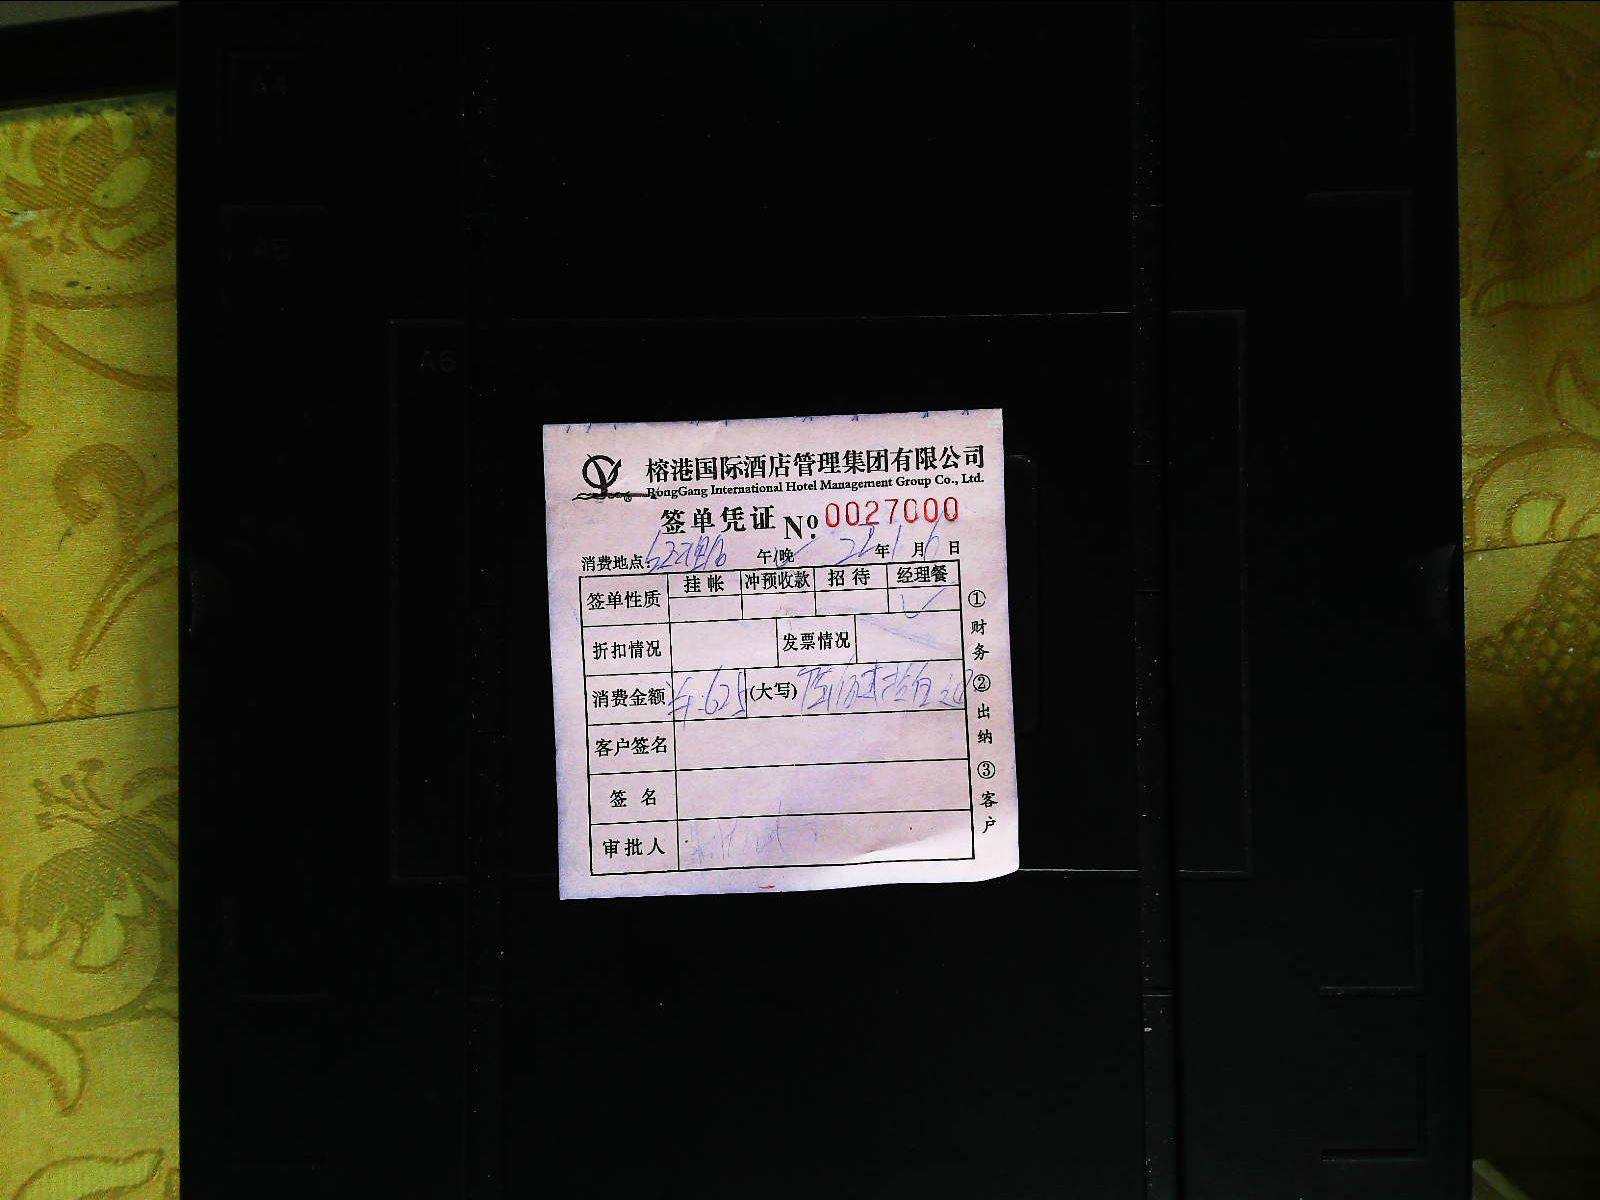 A4
A5
A6
榕港国际酒店管理集团有限公司
RongGang International Hotel Management Group Co., Ltd.
签单凭证 Nº: 0027000
消费地点: 午/晚 年 月 日
签单性质 挂帐 冲预收款 招待 经理餐
折扣情况 发票情况
消费金额 625 (大写)
客户签名
签名
审批人
①财务 ②出纳 ③客户